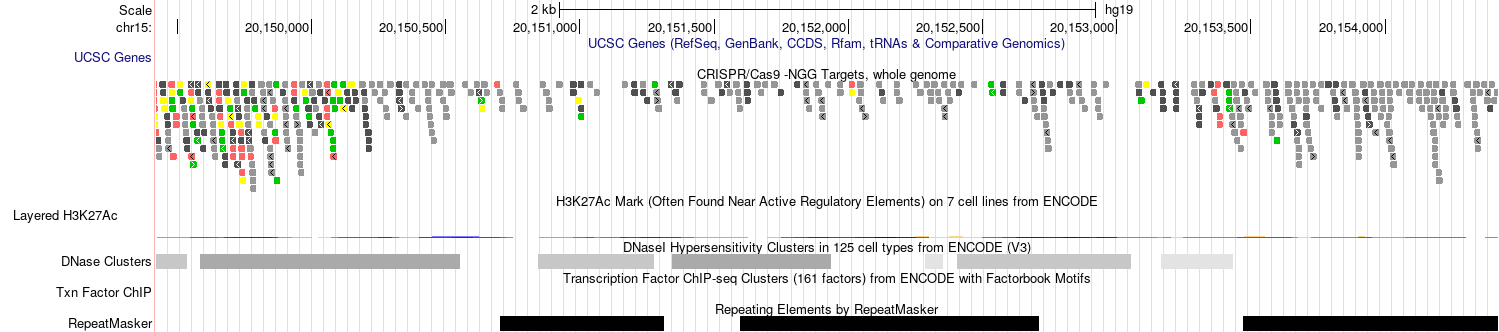 Scale 2 kb hg19
chr15: 20,150,000 20,150,500 20,151,000 20,151,500 20,152,000 20,152,500 20,153,000 20,153,500 20,154,000
UCSC Genes (RefSeq, GenBank, CCDS, Rfam, tRNAs & Comparative Genomics)
UCSC Genes
CRISPR/Cas9 -NGG Targets, whole genome
H3K27Ac Mark (Often Found Near Active Regulatory Elements) on 7 cell lines from ENCODE
Layered H3K27Ac
DNaseI Hypersensitivity Clusters in 125 cell types from ENCODE (V3)
DNase Clusters
Transcription Factor ChIP-seq Clusters (161 factors) from ENCODE with Factorbook Motifs
Txn Factor ChIP
Repeating Elements by RepeatMasker
RepeatMasker